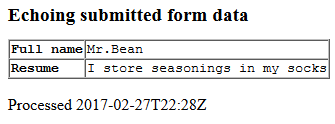 Echoing submitted form data
Full name Mr.Bean
Resume I store seasonings in my socks
Processed 2017-02-27T22:28Z